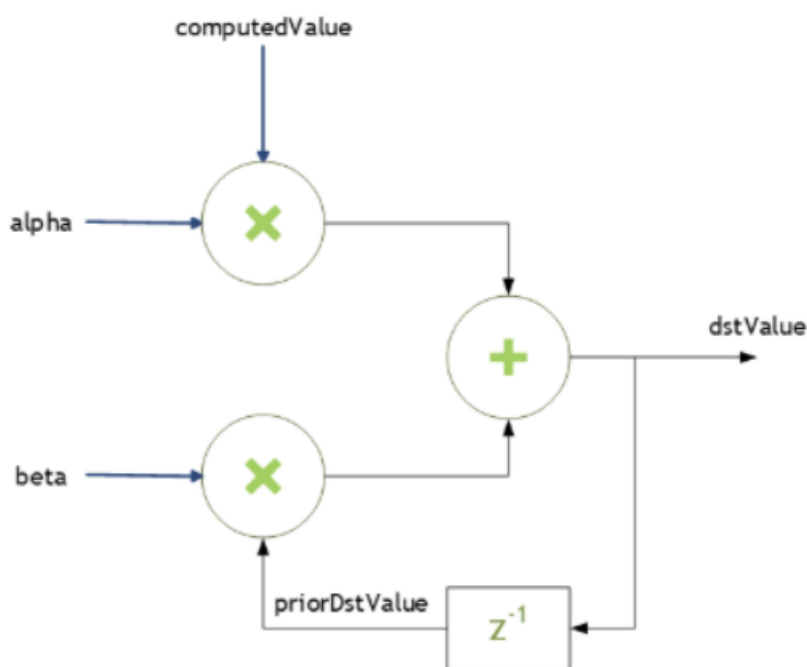 computedValue
alpha
×
+
dstValue
beta
×
priorDstValue
z⁻¹